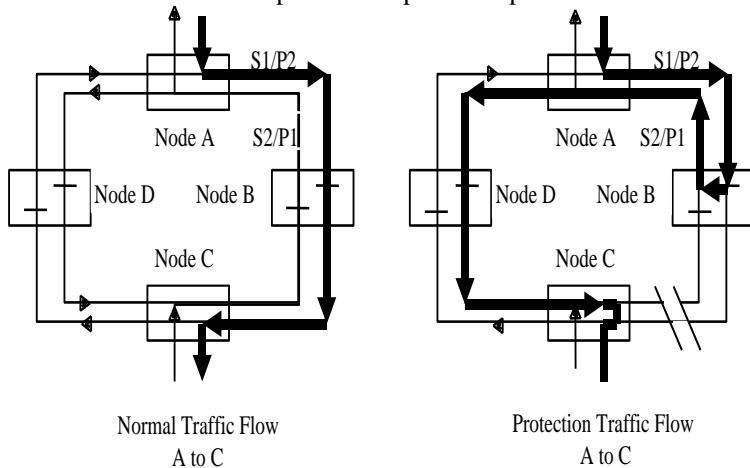 S1/P2
Node A
S2/P1
Node D
Node B
Node C
Normal Traffic Flow
A to C
S1/P2
Node A
S2/P1
Node D
Node B
Node C
Protection Traffic Flow
A to C